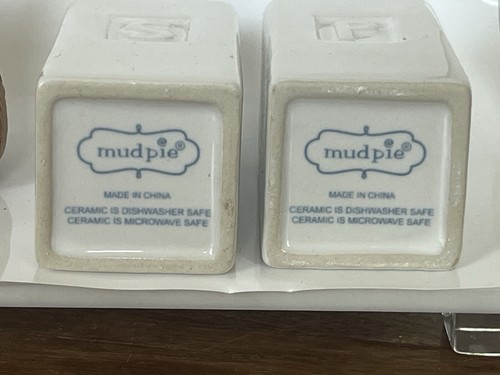 S
mudpie®
MADE IN CHINA
CERAMIC IS DISHWASHER SAFE
CERAMIC IS MICROWAVE SAFE
mudpie®
MADE IN CHINA
CERAMIC IS DISHWASHER SAFE
CERAMIC IS MICROWAVE SAFE